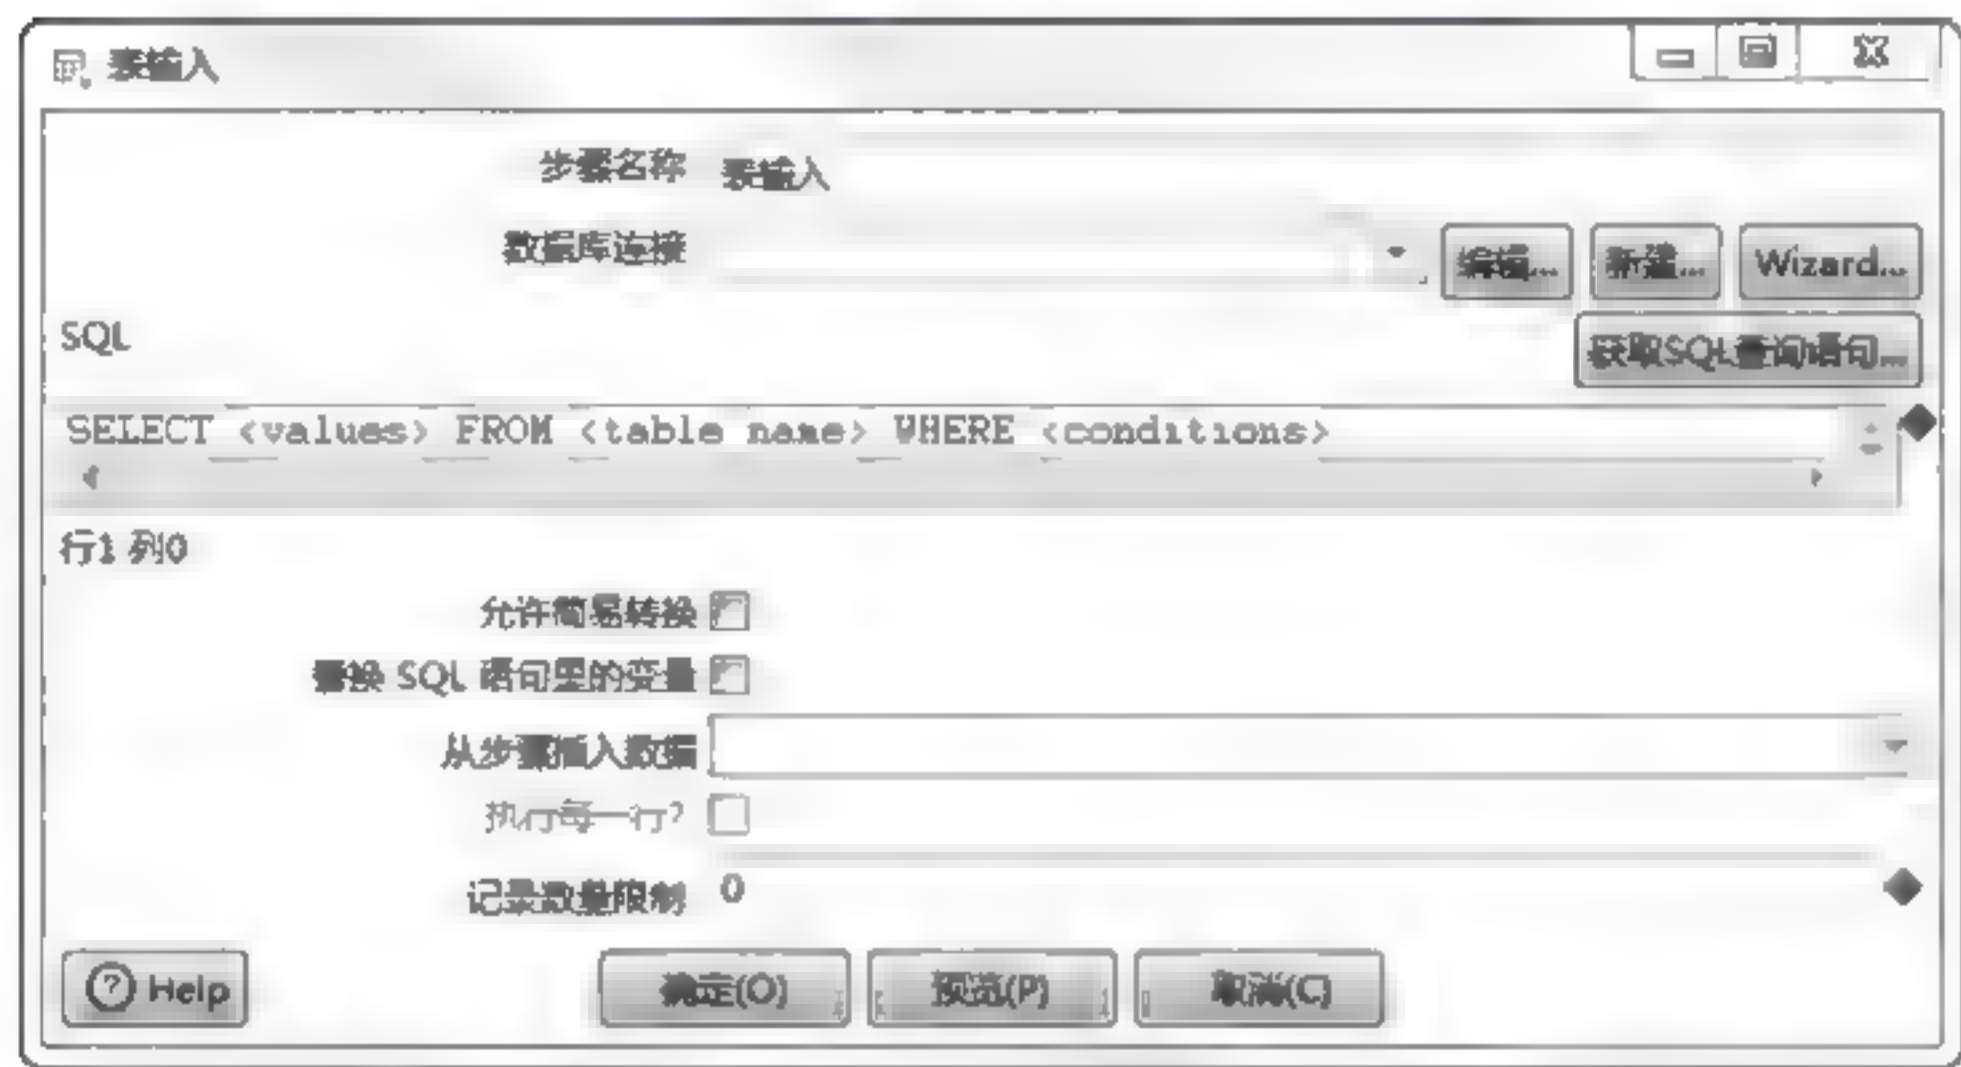 表输入
步骤名称 表输入
数据库连接 编辑... 新建... Wizard...
SQL 获取SQL查询语句...
SELECT <values> FROM <table name> WHERE <conditions>
行1 列0
允许简易转换
替换 SQL 语句里的变量
从步骤插入数据
执行每一行?
记录数量限制 0
Help 确定(O) 预览(P) 取消(C)